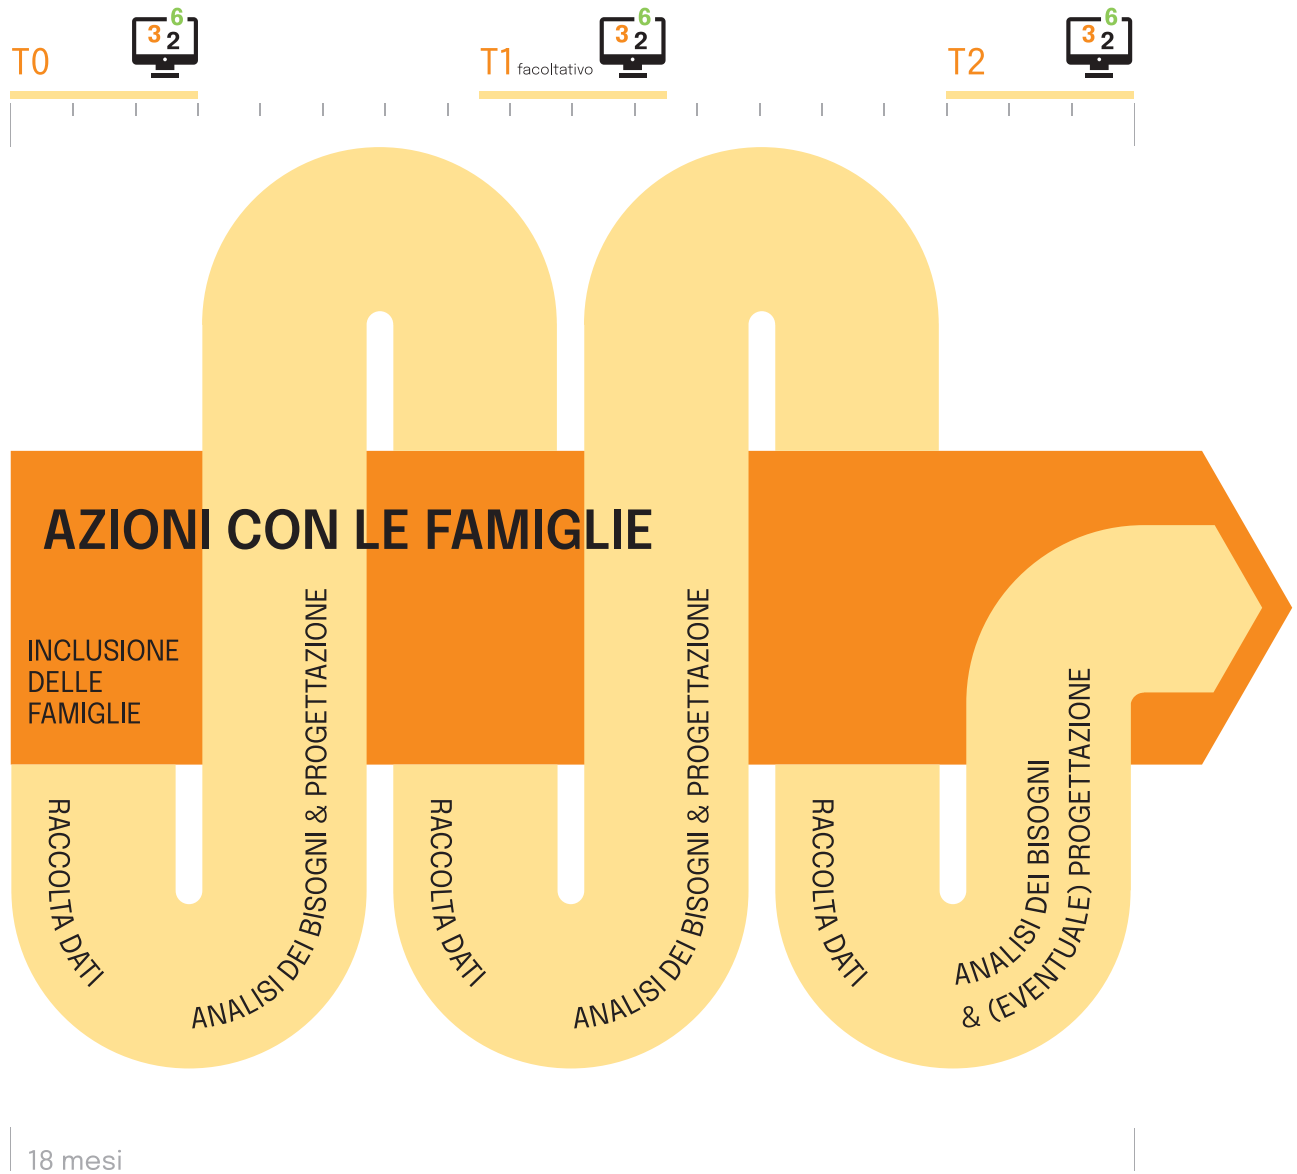 T0
3 2 6
T1 facoltativo
3 2 6
T2
3 2 6
AZIONI CON LE FAMIGLIE
INCLUSIONE
DELLE
FAMIGLIE
RACCOLTA DATI
ANALISI DEI BISOGNI & PROGETTAZIONE
RACCOLTA DATI
ANALISI DEI BISOGNI & PROGETTAZIONE
RACCOLTA DATI
ANALISI DEI BISOGNI
& (EVENTUALE) PROGETTAZIONE
18 mesi